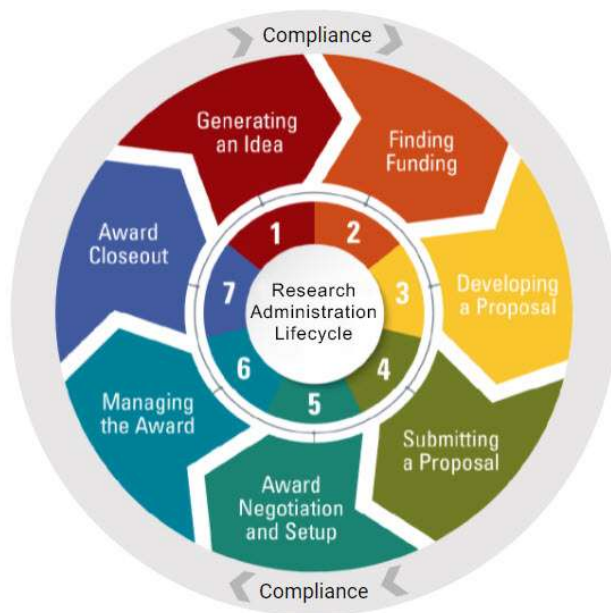 Compliance
Generating
an Idea
Finding
Funding
Developing
a Proposal
Submitting
a Proposal
Award
Negotiation
and Setup
Managing
the Award
Award
Closeout
1
2
3
4
5
6
7
Research
Administration
Lifecycle
Compliance